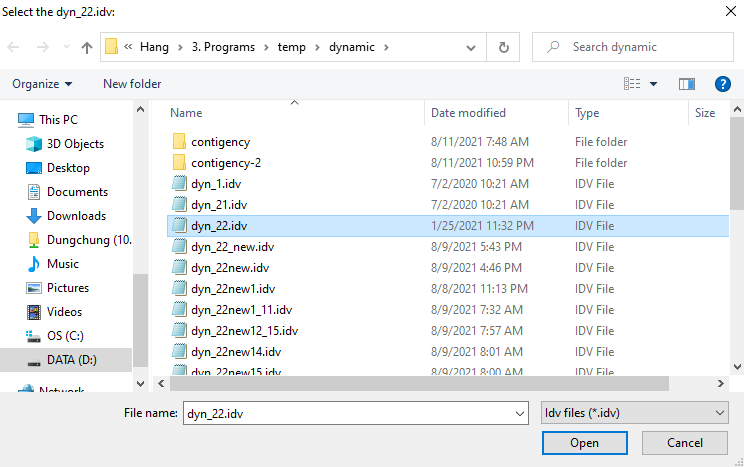 Select the dyn_22.idv:
« Hang › 3. Programs › temp › dynamic ›
Search dynamic
Organize
New folder
Name Date modified Type Size
This PC
3D Objects
Desktop
Documents
Downloads
Dungchung (10.
Music
Pictures
Videos
OS (C:)
DATA (D:)
Network
contigency 8/11/2021 7:48 AM File folder
contigency-2 8/11/2021 10:59 PM File folder
dyn_1.idv 7/2/2020 10:21 AM IDV File
dyn_21.idv 7/2/2020 10:21 AM IDV File
dyn_22.idv 1/25/2021 11:32 PM IDV File
dyn_22_new.idv 8/9/2021 5:43 PM IDV File
dyn_22new.idv 8/9/2021 4:46 PM IDV File
dyn_22new1.idv 8/8/2021 11:13 PM IDV File
dyn_22new1_11.idv 8/9/2021 7:32 AM IDV File
dyn_22new12_15.idv 8/9/2021 7:57 AM IDV File
dyn_22new14.idv 8/9/2021 8:01 AM IDV File
dyn_22new15.idv 8/9/2021 8:00 AM IDV File
File name: dyn_22.idv
Idv files (*.idv)
Open
Cancel